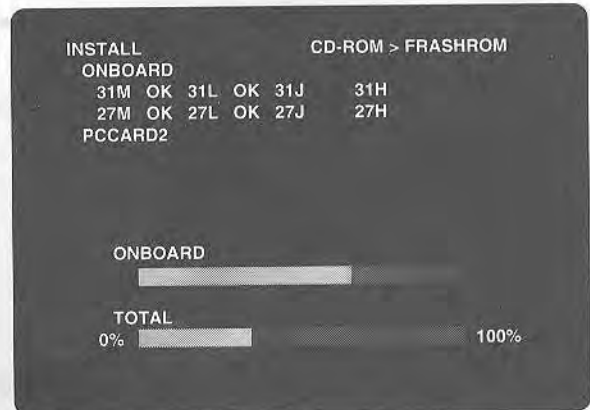 INSTALL CD-ROM > FRASHROM
ONBOARD
31M OK 31L OK 31J 31H
27M OK 27L OK 27J 27H
PCCARD2
ONBOARD
TOTAL
0% 100%